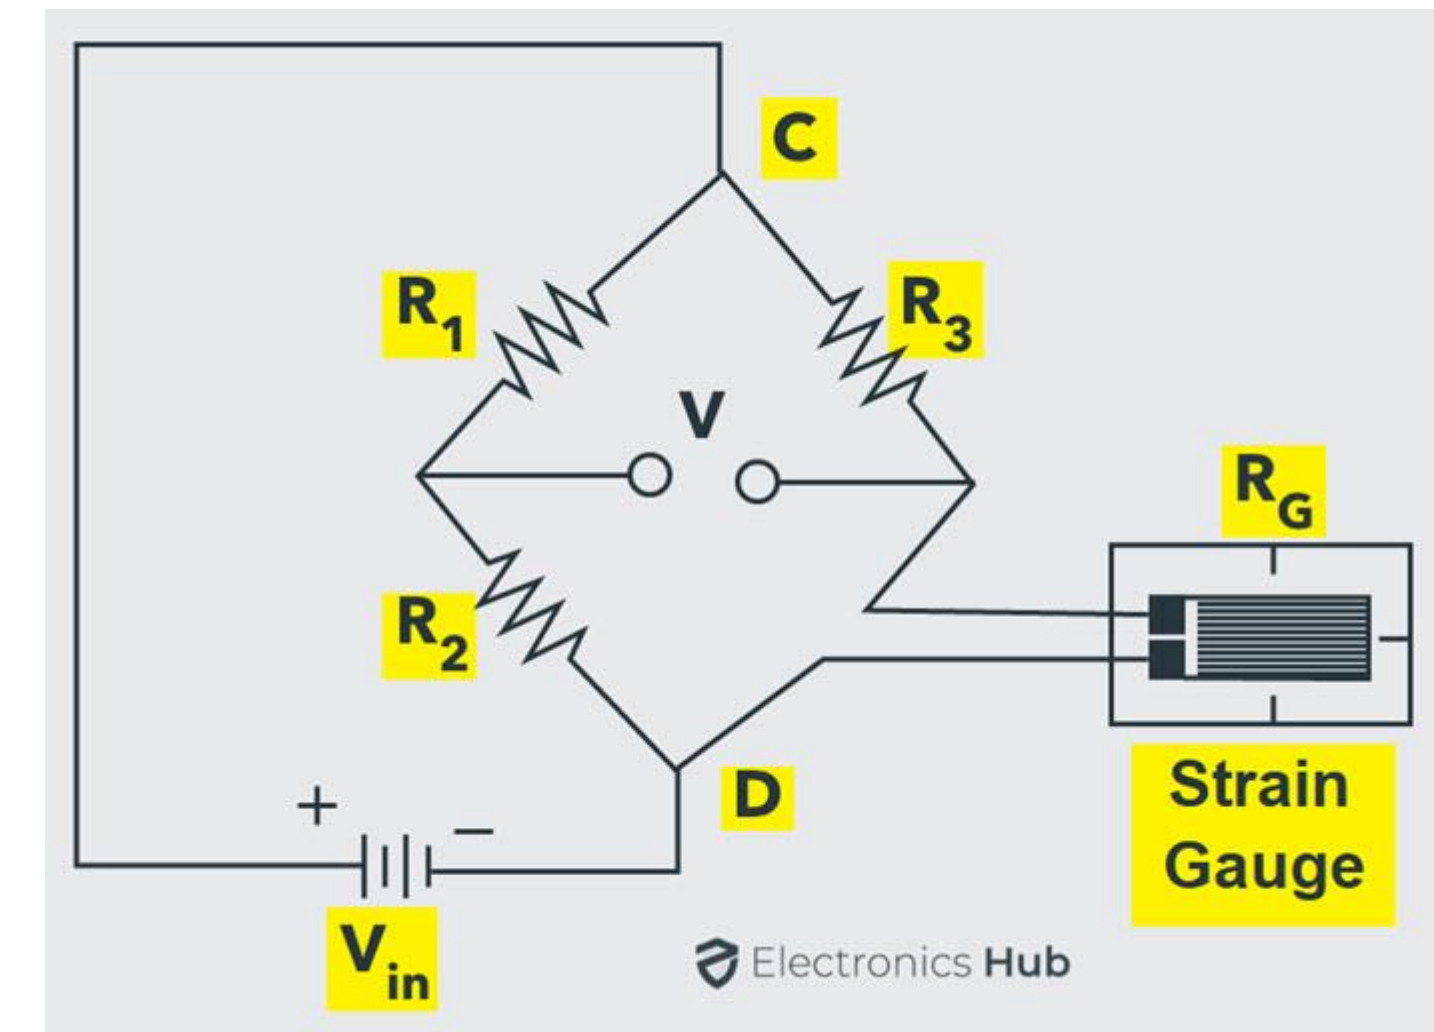 C
R1
R3
V
RG
R2
Strain
Gauge
D
+
−
Vin
Electronics Hub